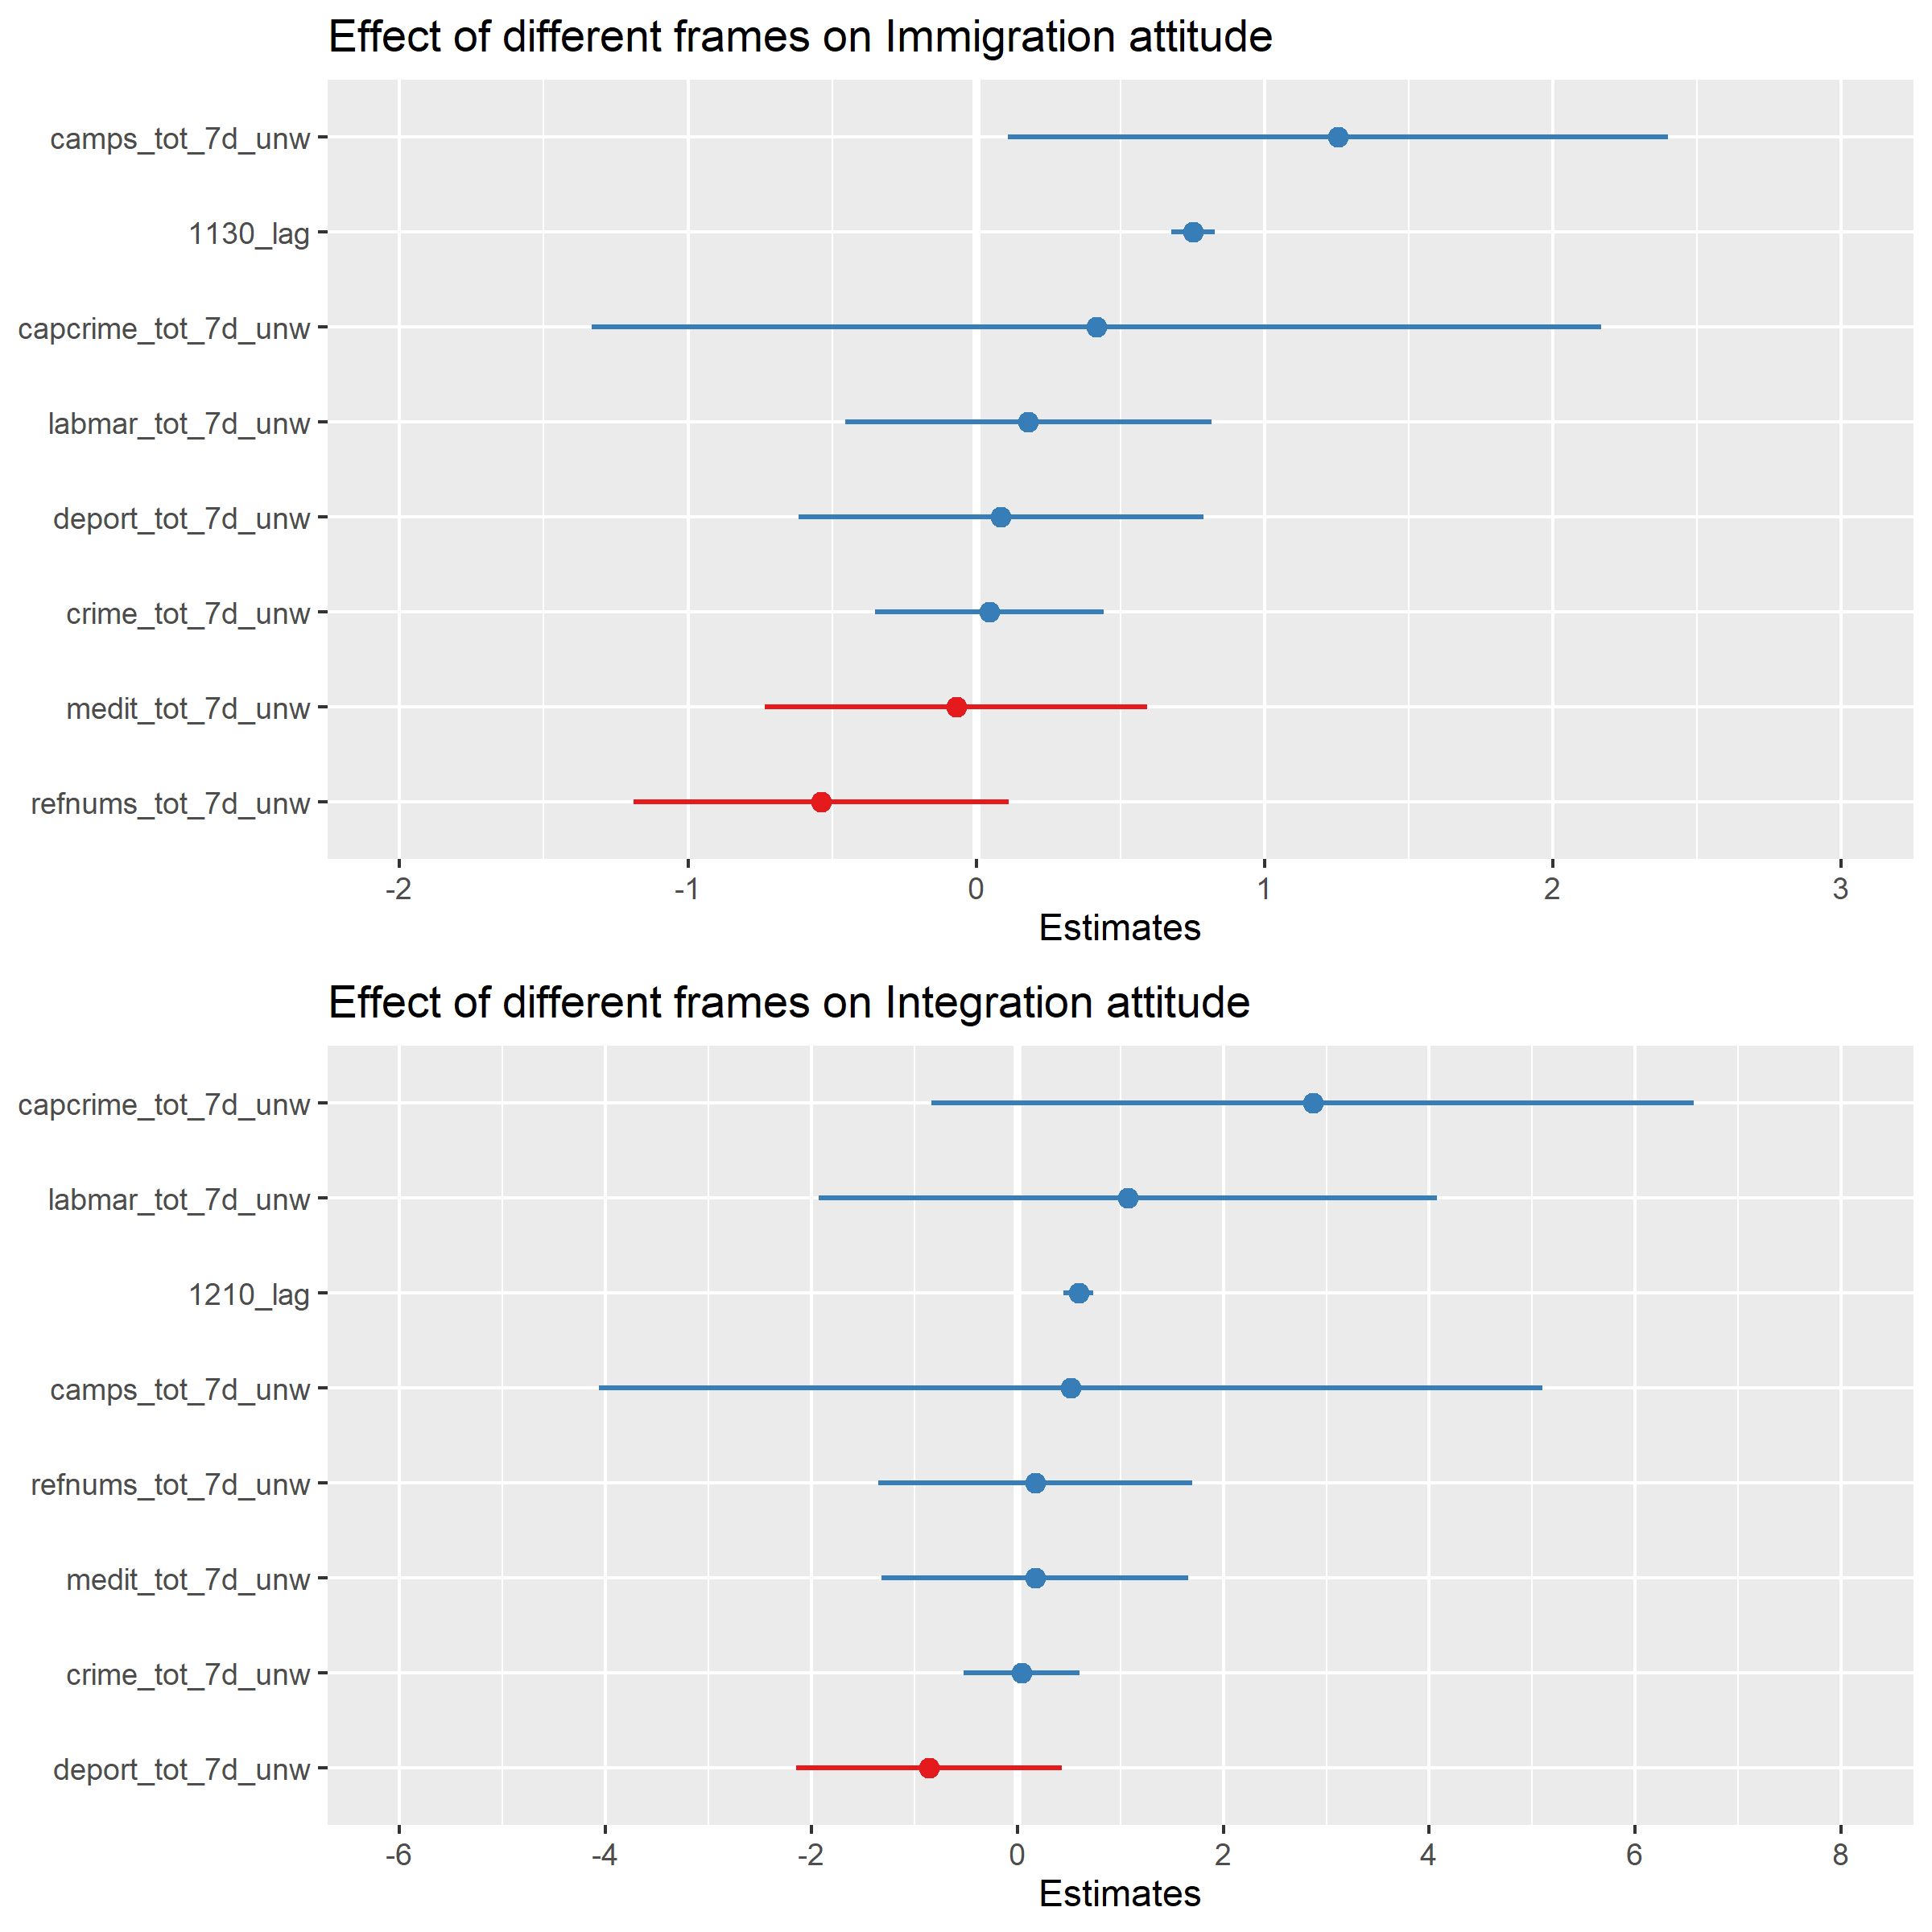 Effect of different frames on Immigration attitude
camps_tot_7d_unw
1130_lag
capcrime_tot_7d_unw
labmar_tot_7d_unw
deport_tot_7d_unw
crime_tot_7d_unw
medit_tot_7d_unw
refnums_tot_7d_unw
-2 -1 0 1 2 3
Estimates
Effect of different frames on Integration attitude
capcrime_tot_7d_unw
labmar_tot_7d_unw
1210_lag
camps_tot_7d_unw
refnums_tot_7d_unw
medit_tot_7d_unw
crime_tot_7d_unw
deport_tot_7d_unw
-6 -4 -2 0 2 4 6 8
Estimates